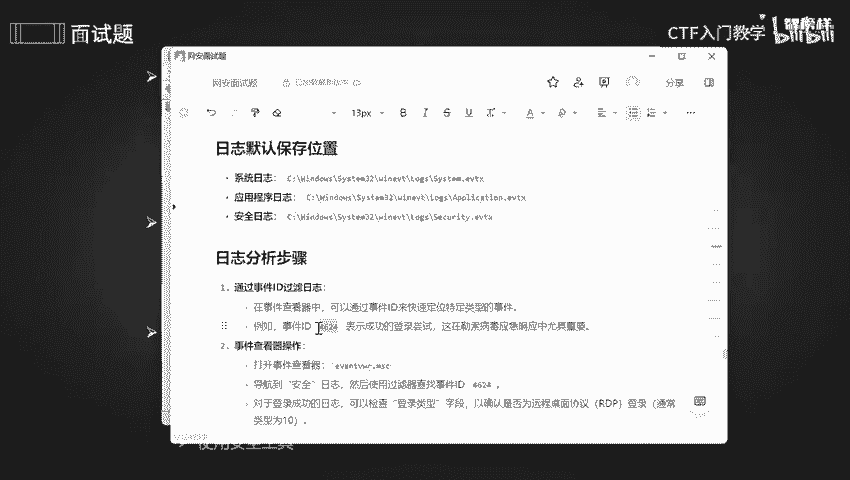 面试题
CTF入门教学
bilibili
网安面试题
网安面试题
分享
13px
日志默认保存位置
系统日志： C:\Windows\System32\winevt\Logs\System.evtx
应用程序日志： C:\Windows\System32\winevt\Logs\Application.evtx
安全日志： C:\Windows\System32\winevt\Logs\Security.evtx
日志分析步骤
1. 通过事件ID过滤日志：
在事件查看器中，可以通过事件ID来快速定位特定类型的事件。
例如，事件ID 4624 表示成功的登录尝试，这在勒索病毒应急响应中尤其重要。
2. 事件查看器操作：
打开事件查看器： eventvwr.msc
导航到“安全”日志，然后使用过滤器查找事件ID 4624 。
对于登录成功的日志，可以检查“登录类型”字段，以确认是否为远程桌面协议（RDP）登录（通常
类型为10）。
使用安全工具